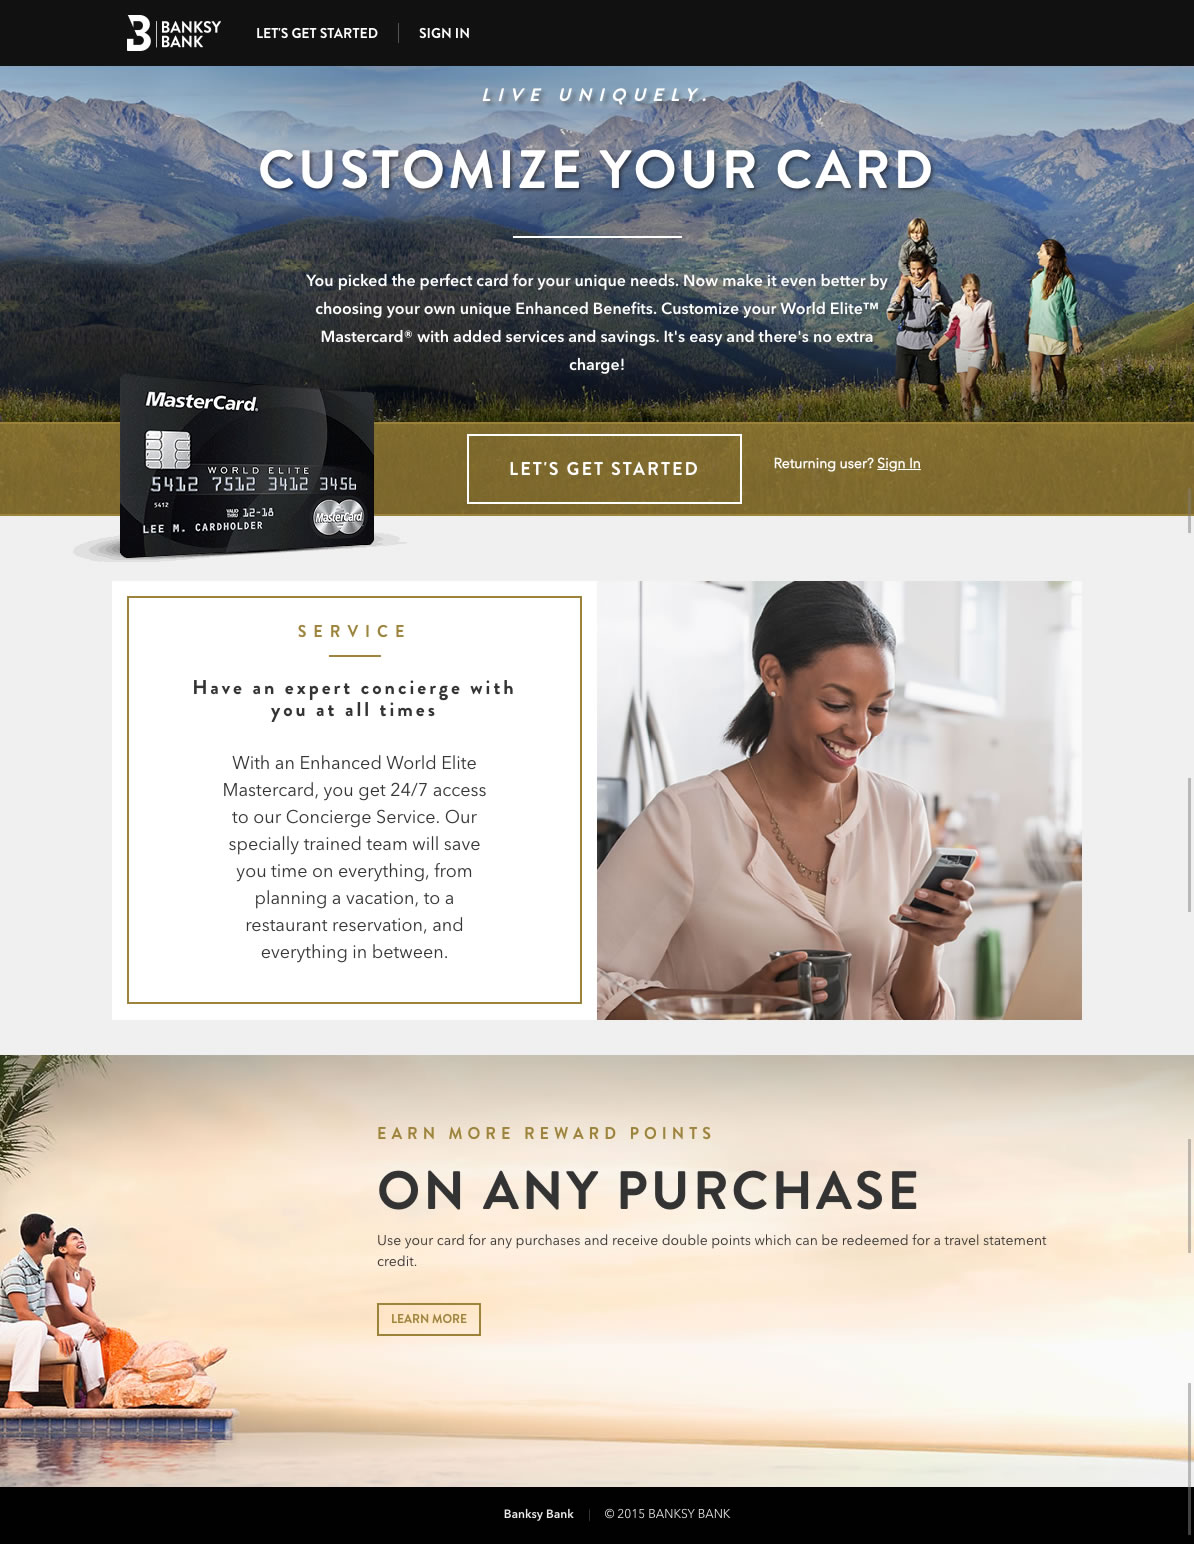 BANKSY
BANK
LET'S GET STARTED
SIGN IN
LIVE UNIQUELY.
CUSTOMIZE YOUR CARD
You picked the perfect card for your unique needs. Now make it even better by
choosing your own unique Enhanced Benefits. Customize your World Elite™
Mastercard® with added services and savings. It's easy and there's no extra
charge!
MasterCard.
WORLD ELITE
5412 7512 3412 3456
5412
VALID
THRU 12-18
LEE M. CARDHOLDER
MasterCard
LET'S GET STARTED
Returning user? Sign In
SERVICE
Have an expert concierge with
you at all times
With an Enhanced World Elite
Mastercard, you get 24/7 access
to our Concierge Service. Our
specially trained team will save
you time on everything, from
planning a vacation, to a
restaurant reservation, and
everything in between.
EARN MORE REWARD POINTS
ON ANY PURCHASE
Use your card for any purchases and receive double points which can be redeemed for a travel statement
credit.
LEARN MORE
Banksy Bank
© 2015 BANKSY BANK